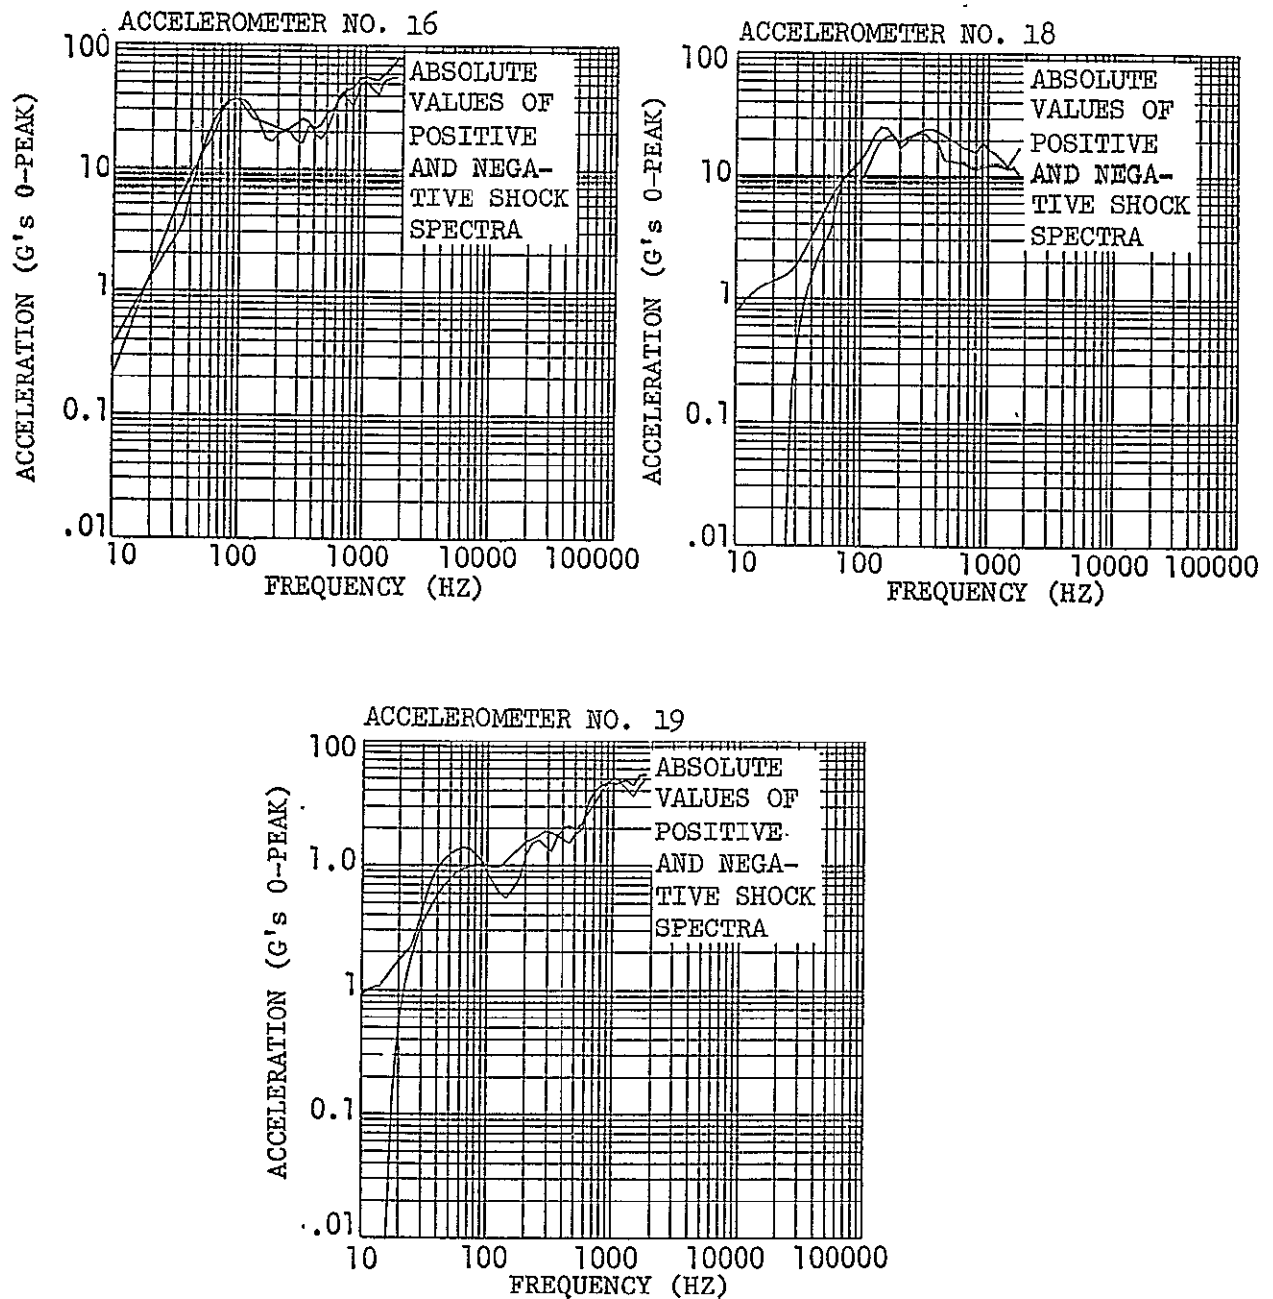 ACCELEROMETER NO. 16
100
10
1
0.1
.01
ACCELERATION (G's 0-PEAK)
ABSOLUTE
VALUES OF
POSITIVE
AND NEGA-
TIVE SHOCK
SPECTRA
10 100 1000 10000 100000
FREQUENCY (HZ)
ACCELEROMETER NO. 18
100
10
1
0.1
.01
ACCELERATION (G's 0-PEAK)
ABSOLUTE
VALUES OF
POSITIVE
AND NEGA-
TIVE SHOCK
SPECTRA
10 100 1000 10000 100000
FREQUENCY (HZ)
ACCELEROMETER NO. 19
100
1.0
1
0.1
.01
ACCELERATION (G's 0-PEAK)
ABSOLUTE
VALUES OF
POSITIVE
AND NEGA-
TIVE SHOCK
SPECTRA
10 100 1000 10000 100000
FREQUENCY (HZ)